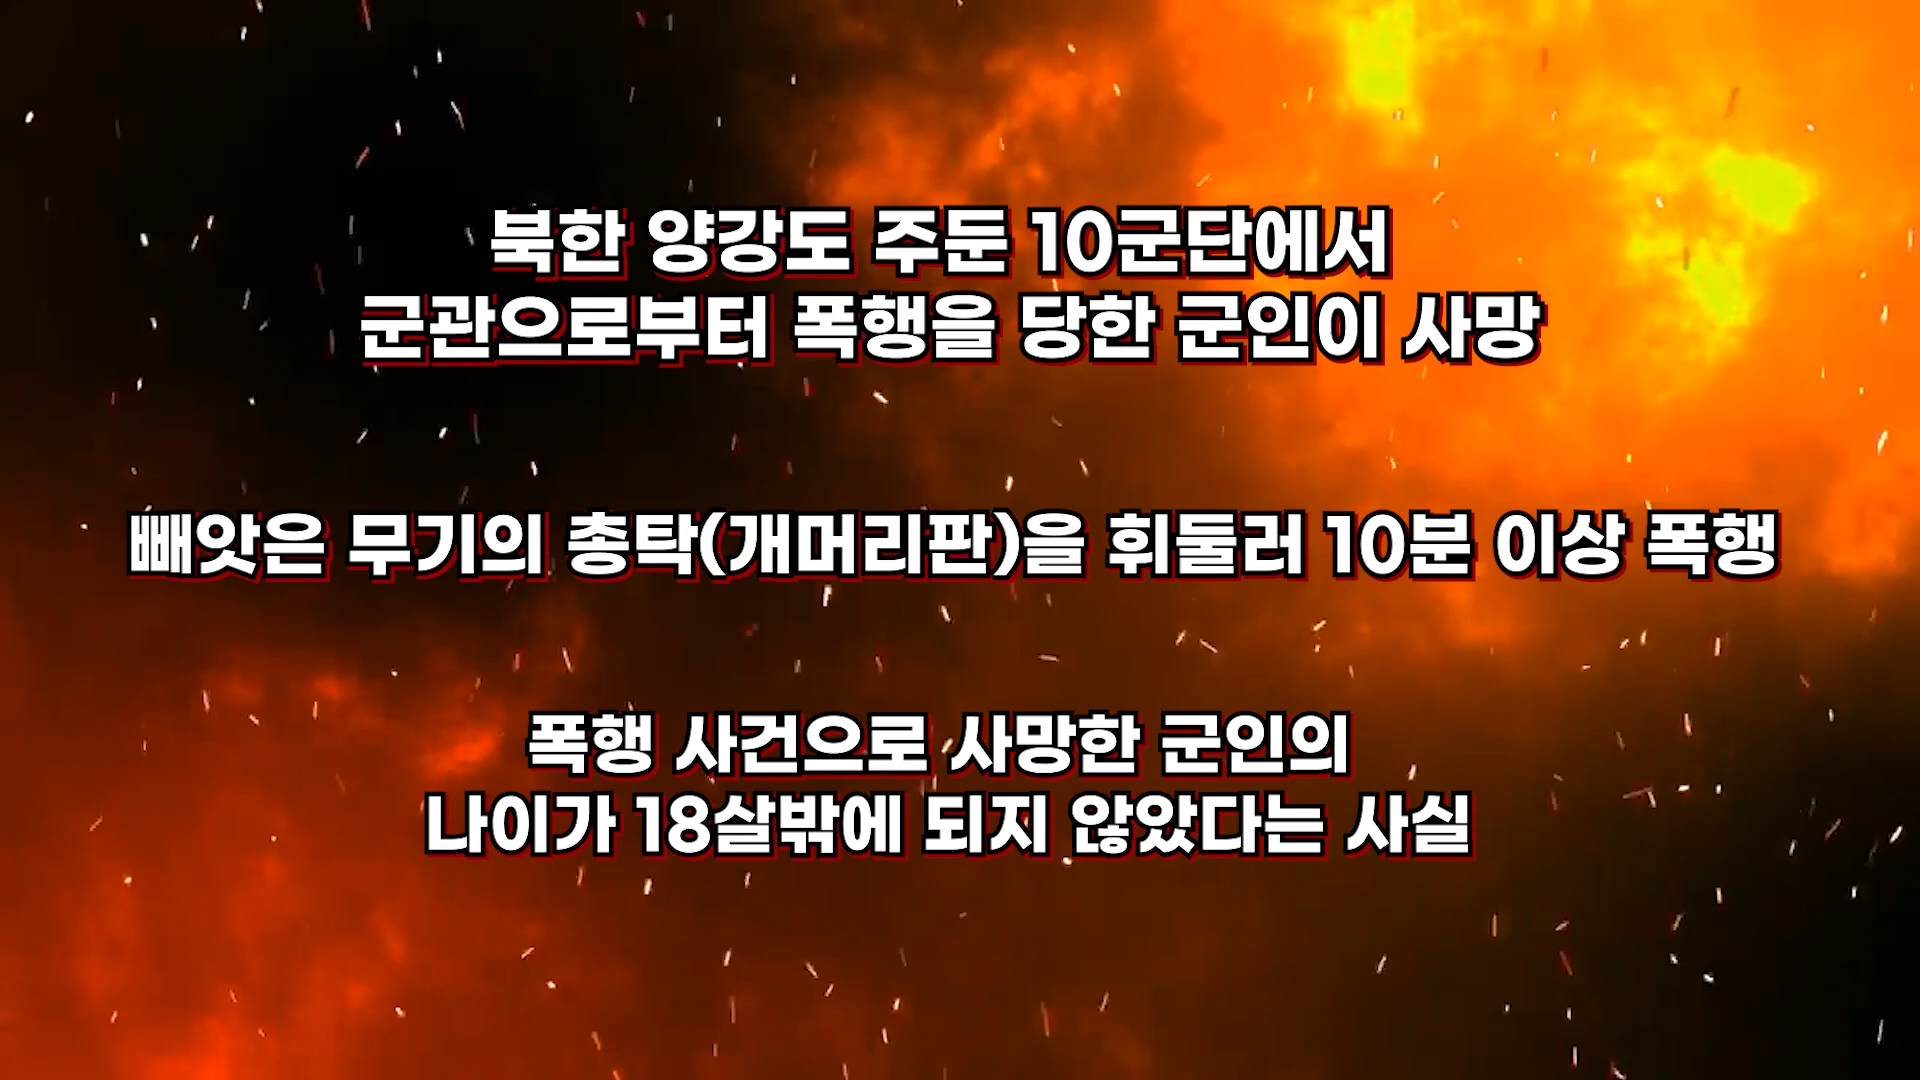 북한 양강도 주둔 10군단에서
군관으로부터 폭행을 당한 군인이 사망
빼앗은 무기의 총탁(개머리판)을 휘둘러 10분 이상 폭행
폭행 사건으로 사망한 군인의
나이가 18살밖에 되지 않았다는 사실